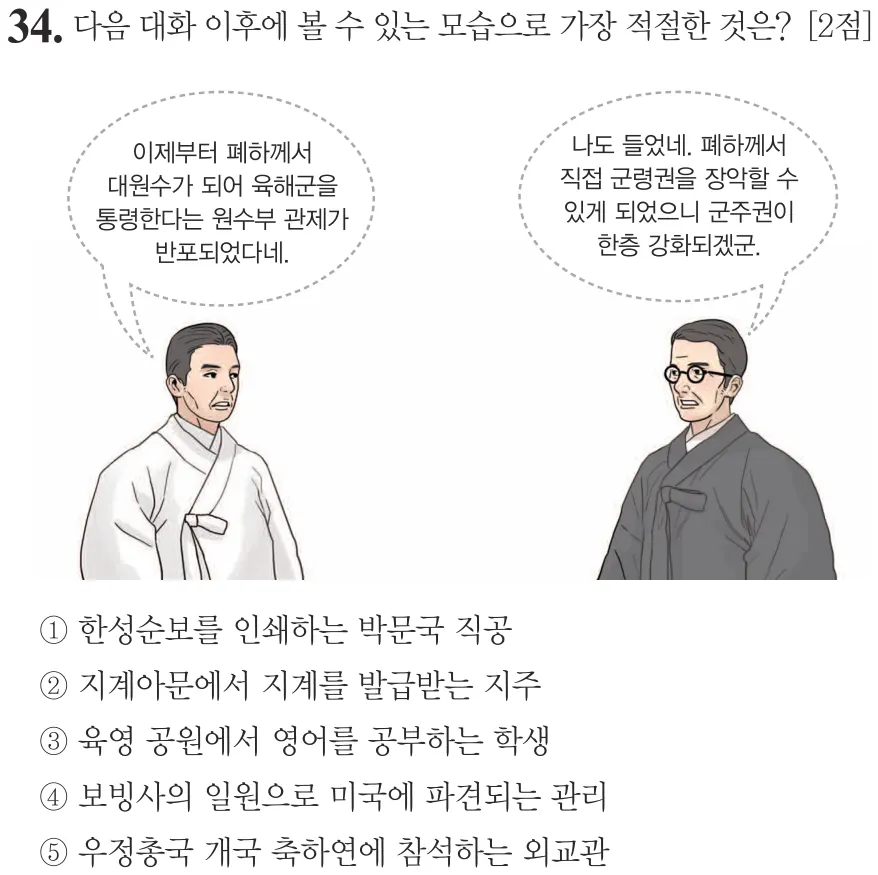 34. 다음 대화 이후에 볼 수 있는 모습으로 가장 적절한 것은? [2점]
이제부터 폐하께서
대원수가 되어 육해군을
통령한다는 원수부 관제가
반포되었다네.
나도 들었네. 폐하께서
직접 군령권을 장악할 수
있게 되었으니 군주권이
한층 강화되겠군.
① 한성순보를 인쇄하는 박문국 직공
② 지계아문에서 지계를 발급받는 지주
③ 육영 공원에서 영어를 공부하는 학생
④ 보빙사의 일원으로 미국에 파견되는 관리
⑤ 우정총국 개국 축하연에 참석하는 외교관